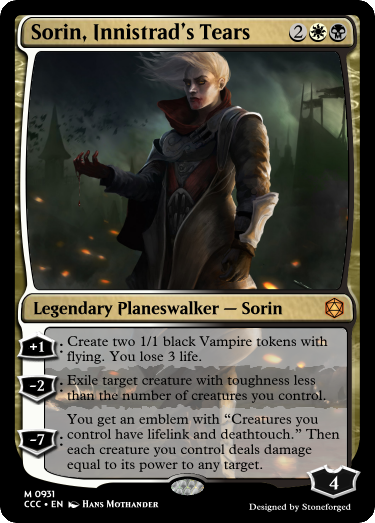 Sorin, Innistrad's Tears 2
Legendary Planeswalker — Sorin
+1: Create two 1/1 black Vampire tokens with
flying. You lose 3 life.
-2: Exile target creature with toughness less
than the number of creatures you control.
-7: You get an emblem with “Creatures you
control have lifelink and deathtouch.” Then
each creature you control deals damage
equal to its power to any target.
4
M 0931
CCC • EN Hans Mothander
Designed by Stoneforged